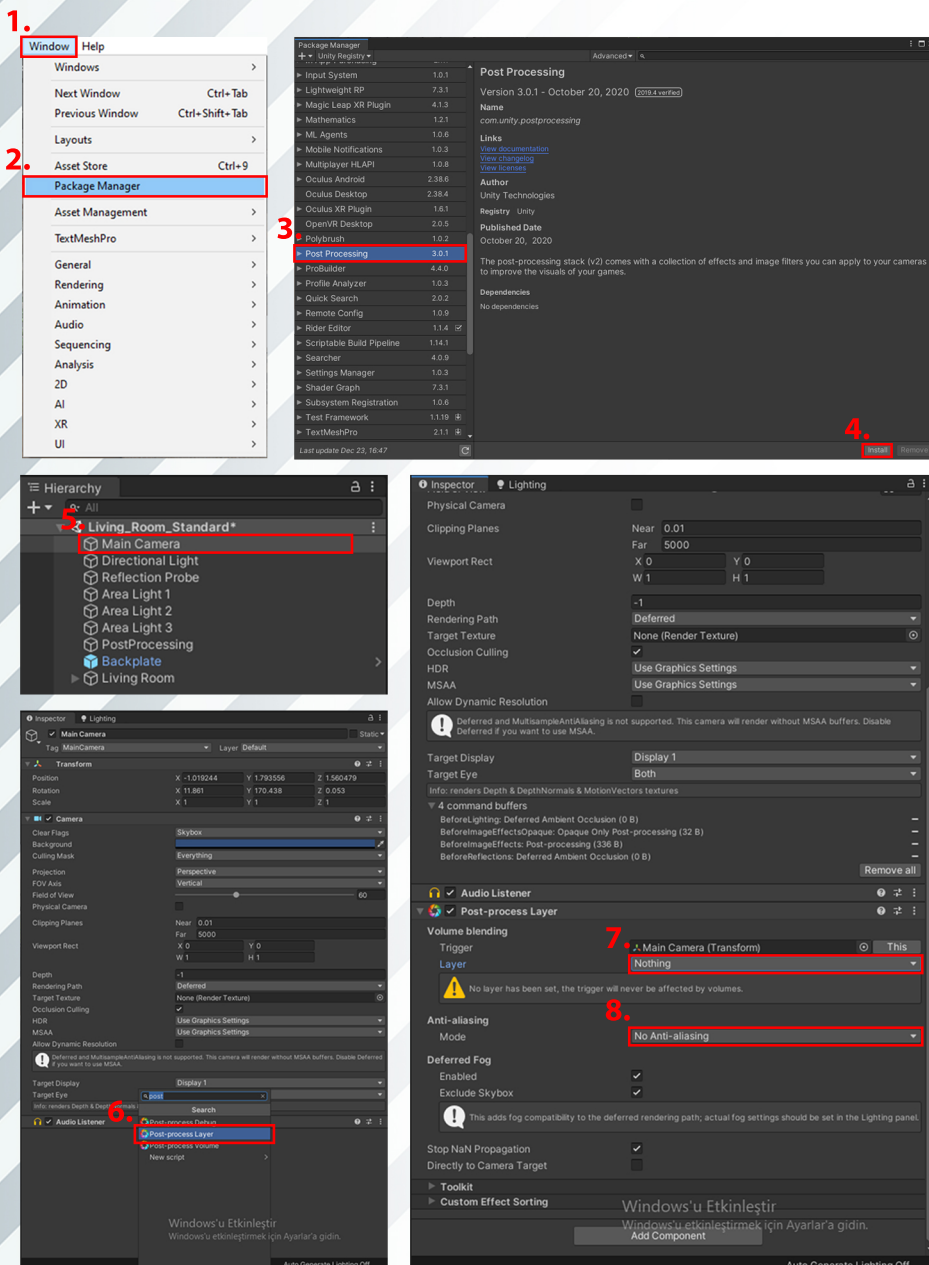 1.
Window Help
Windows
Next Window Ctrl+Tab
Previous Window Ctrl+Shift+Tab
Layouts
2.
Asset Store Ctrl+9
Package Manager
Asset Management
TextMeshPro
General
Rendering
Animation
Audio
Sequencing
Analysis
2D
AI
XR
UI
Package Manager
+ Unity Registry Advanced
Input System 1.0.1
Lightweight RP 7.3.1
Magic Leap XR Plugin 4.1.3
Mathematics 1.2.1
ML Agents 1.0.6
Mobile Notifications 1.0.3
Multiplayer HLAPI 1.0.8
Oculus Android 2.38.6
Oculus Desktop 2.38.4
Oculus XR Plugin 1.6.1
OpenVR Desktop 2.0.5
3.
Polybrush 1.0.2
Post Processing 3.0.1
ProBuilder 4.4.0
Profile Analyzer 1.0.3
Quick Search 2.0.2
Remote Config 1.0.9
Rider Editor 1.1.4
Scriptable Build Pipeline 1.14.1
Searcher 4.0.9
Settings Manager 1.0.3
Shader Graph 7.3.1
Subsystem Registration 1.0.6
Test Framework 1.1.19
TextMeshPro 2.1.1
Last update Dec 23, 16:47
Post Processing
Version 3.0.1 - October 20, 2020 2019.4 verified
Name
com.unity.postprocessing
Links
View documentation
View changelog
View licenses
Author
Unity Technologies
Registry Unity
Published Date
October 20, 2020
The post-processing stack (v2) comes with a collection of effects and image filters you can apply to your cameras
to improve the visuals of your games.
Dependencies
No dependencies
4.
Install Remove
Hierarchy
+ All
5.
Living_Room_Standard*
Main Camera
Directional Light
Reflection Probe
Area Light 1
Area Light 2
Area Light 3
PostProcessing
Backplate
Living Room
Inspector Lighting
Main Camera Static
Tag MainCamera Layer Default
Transform
Position X -1.019244 Y 1.793556 Z 1.560479
Rotation X 11.861 Y 170.438 Z 0.053
Scale X 1 Y 1 Z 1
Camera
Clear Flags Skybox
Background
Culling Mask Everything
Projection Perspective
FOV Axis Vertical
Field of View 60
Physical Camera
Clipping Planes Near 0.01
Far 5000
Viewport Rect X 0 Y 0
W 1 H 1
Depth -1
Rendering Path Deferred
Target Texture None (Render Texture)
Occlusion Culling
HDR Use Graphics Settings
MSAA Use Graphics Settings
Allow Dynamic Resolution
Deferred and MultisampleAntiAliasing is not supported. This camera will render without MSAA buffers. Disable Deferred
if you want to use MSAA.
Target Display Display 1
Target Eye
post
Info: renders Depth & Depth
Search
6.
Audio Listener
Post-process Debug
Post-process Layer
Post-process Volume
New script
Windows'u Etkinleştir
Windows'u etkinleştirmek için Ayarlar'a gidin.
Auto Generate Lighting Off
Inspector Lighting
Physical Camera
Clipping Planes Near 0.01
Far 5000
Viewport Rect X 0 Y 0
W 1 H 1
Depth -1
Rendering Path Deferred
Target Texture None (Render Texture)
Occlusion Culling
HDR Use Graphics Settings
MSAA Use Graphics Settings
Allow Dynamic Resolution
Deferred and MultisampleAntiAliasing is not supported. This camera will render without MSAA buffers. Disable
Deferred if you want to use MSAA.
Target Display Display 1
Target Eye Both
Info: renders Depth & DepthNormals & MotionVectors textures
4 command buffers
BeforeLighting: Deferred Ambient Occlusion (0 B)
BeforeImageEffectsOpaque: Opaque Only Post-processing (32 B)
BeforeImageEffects: Post-processing (336 B)
BeforeReflections: Deferred Ambient Occlusion (0 B)
Remove all
Audio Listener
Post-process Layer
Volume blending
7.
Trigger Main Camera (Transform) This
Layer Nothing
No layer has been set, the trigger will never be affected by volumes.
8.
Anti-aliasing
Mode No Anti-aliasing
Deferred Fog
Enabled
Exclude Skybox
This adds fog compatibility to the deferred rendering path; actual fog settings should be set in the Lighting panel.
Stop NaN Propagation
Directly to Camera Target
Toolkit
Custom Effect Sorting
Windows'u Etkinleştir
Windows'u etkinleştirmek için Ayarlar'a gidin.
Add Component
Auto Generate Lighting Off